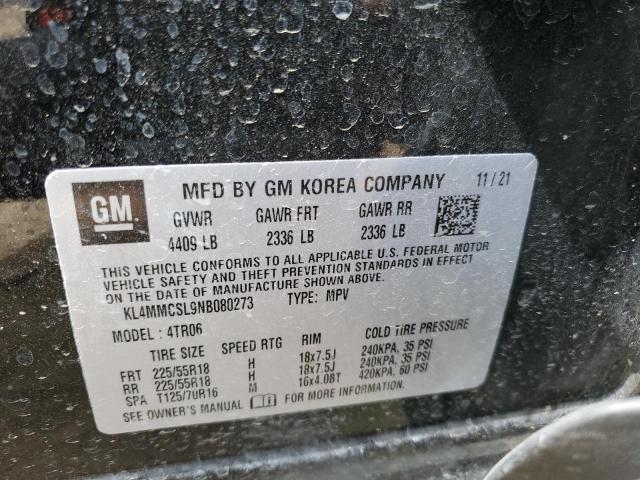 GM
MFD BY GM KOREA COMPANY 11/21
GVWR GAWR FRT GAWR RR
4409 LB 2336 LB 2336 LB
THIS VEHICLE CONFORMS TO ALL APPLICABLE U.S. FEDERAL MOTOR
VEHICLE SAFETY AND THEFT PREVENTION STANDARDS IN EFFECT
ON THE DATE OF MANUFACTURE SHOWN ABOVE.
KL4MMCSL9NB080273 TYPE: MPV
MODEL: 4TR06
TIRE SIZE SPEED RTG RIM COLD TIRE PRESSURE
FRT 225/55R18 H 18x7.5J 240KPA, 35 PSI
RR 225/55R18 H 18x7.5J 240KPA, 35 PSI
SPA T125/70R16 M 16x4.0BT 420KPA, 60 PSI
SEE OWNER'S MANUAL FOR MORE INFORMATION.